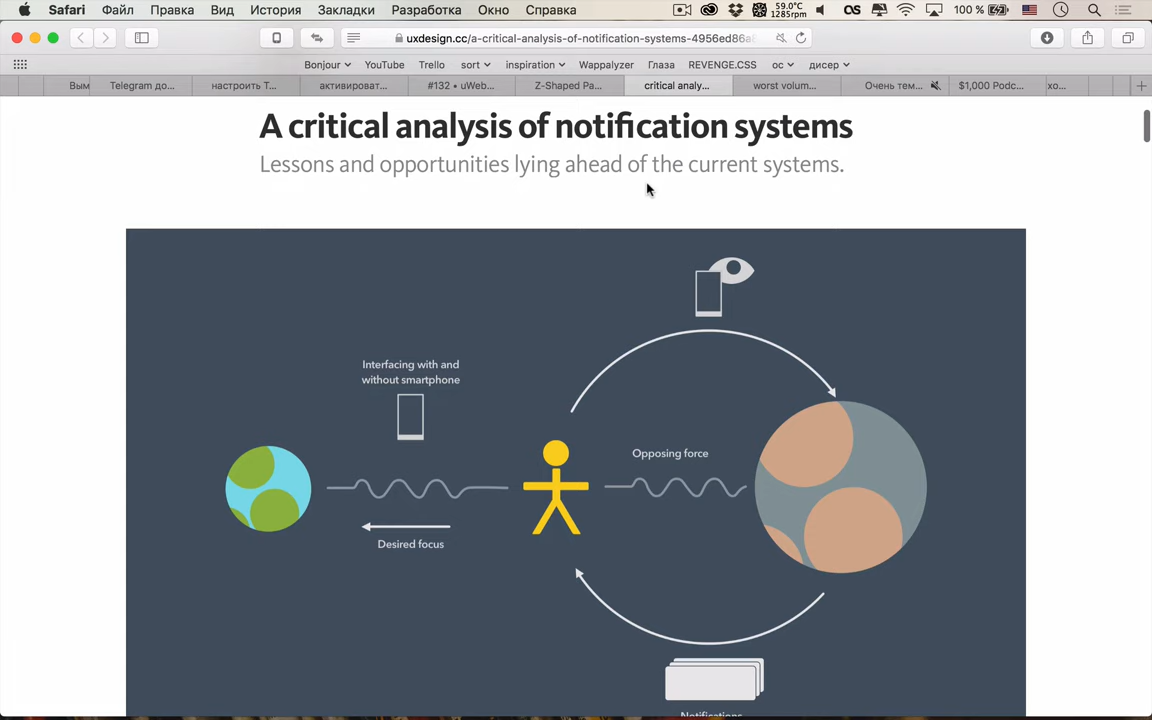 Safari Файл Правка Вид История Закладки Разработка Окно Справка 59.0°C 1285rpm 100 %
uxdesign.cc/a-critical-analysis-of-notification-systems-4956ed86a
Bonjour YouTube Trello sort inspiration Wappalyzer Глаза REVENGE.CSS ос дисер
Вым Telegram до... настроить Т... активироват... #132 • uWeb... Z-Shaped Pa... critical analy... worst volum... Очень тем... $1,000 Podc... хо...
A critical analysis of notification systems
Lessons and opportunities lying ahead of the current systems.
Interfacing with and
without smartphone
Opposing force
Desired focus
Notifications